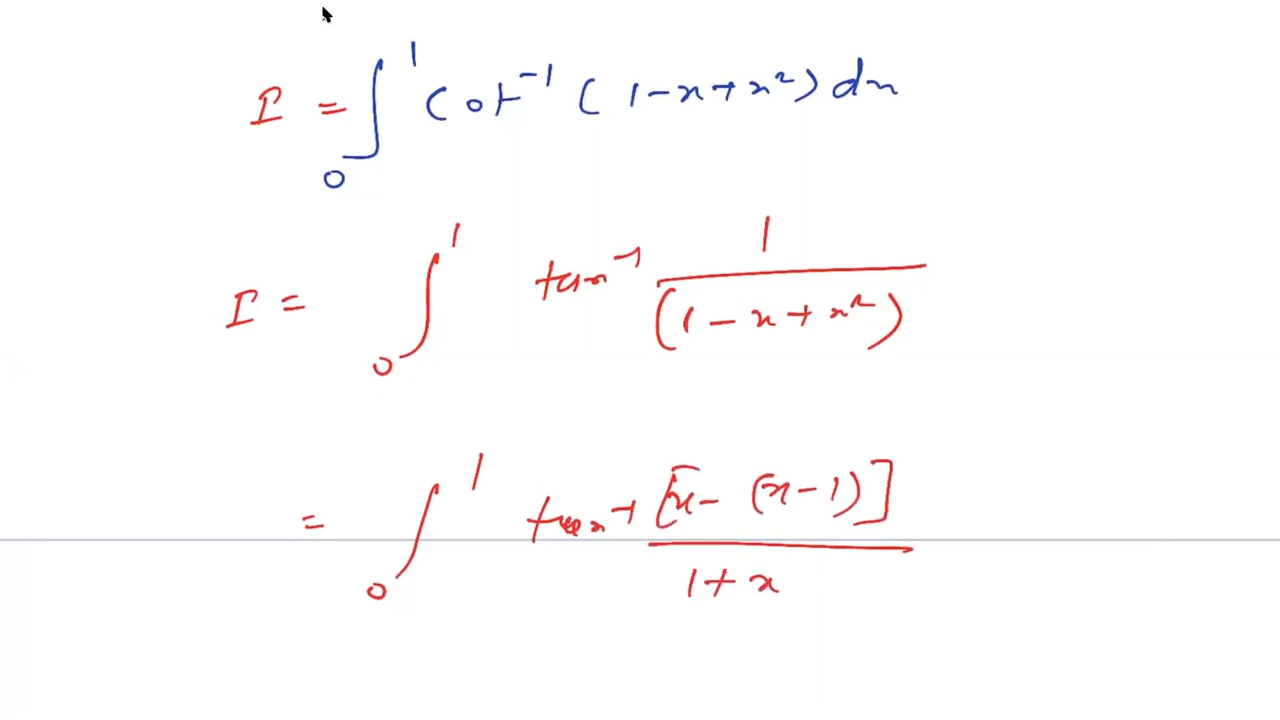 I = ∫₀¹ Cot⁻¹ (1-x+x²) dx
I = ∫₀¹ tan⁻¹ 1/(1-x+x²)
= ∫₀¹ tan⁻¹ [x-(x-1)]/1+x